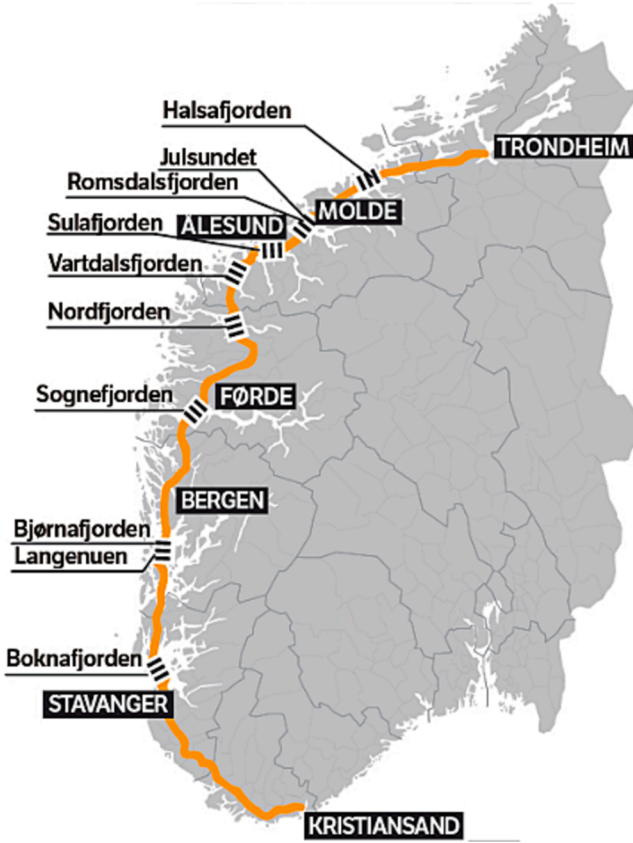 Halsafjorden
TRONDHEIM
Julsundet
Romsdalsfjorden
MOLDE
Sulafjorden
ÅLESUND
Vartdalsfjorden
Nordfjorden
Sognefjorden
FØRDE
BERGEN
Bjørnafjorden
Langenuen
Boknafjorden
STAVANGER
KRISTIANSAND